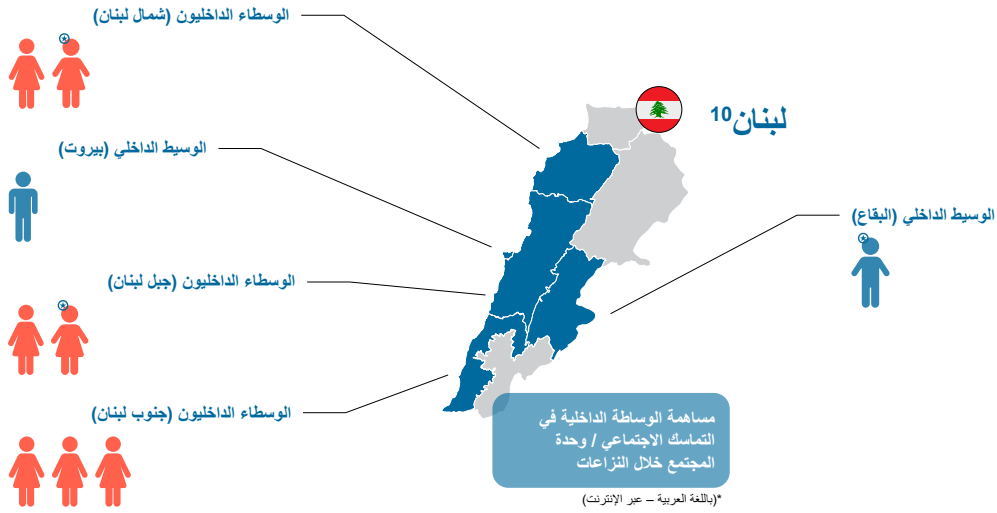 الوسطاء الداخليون (شمال لبنان)
لبنان10
الوسيط الداخلي (بيروت)
الوسيط الداخلي (البقاع)
الوسطاء الداخليون (جبل لبنان)
الوسطاء الداخليون (جنوب لبنان)
مساهمة الوساطة الداخلية في
التماسك الاجتماعي / وحدة
المجتمع خلال النزاعات
*(باللغة العربية – عبر الإنترنت)